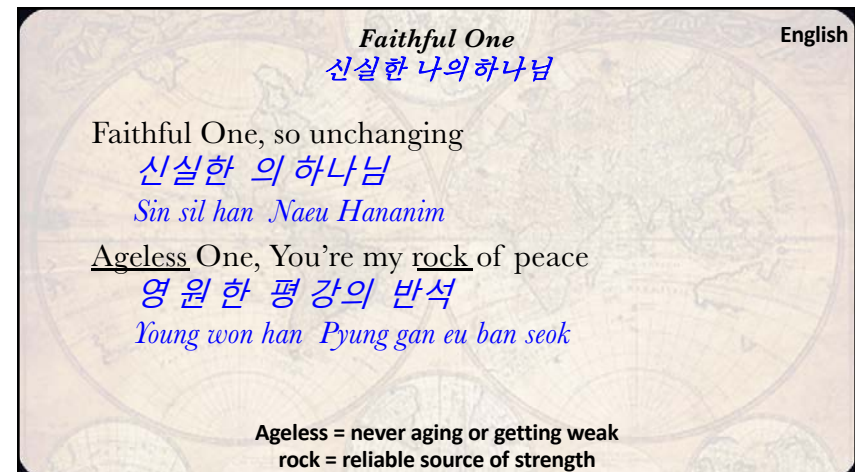 Faithful One
English
신실한 나의 하나님
Faithful One, so unchanging
신실한 의 하나님
Sin sil han Naeu Hananim
Ageless One, You’re my rock of peace
영 원 한 평 강의 반석
Young won han Pyung gan eu ban seok
Ageless = never aging or getting weak
rock = reliable source of strength